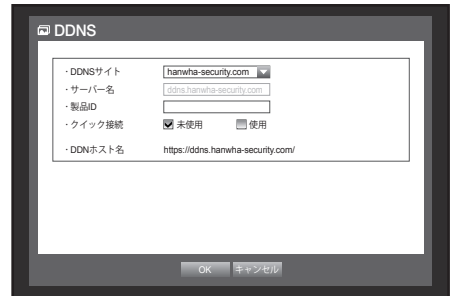 DDNS
・DDNSサイト hanwha-security.com
・サーバー名 ddns.hanwha-security.com
・製品ID
・クイック接続 未使用 使用
・DDNホスト名 https://ddns.hanwha-security.com/
OK キャンセル